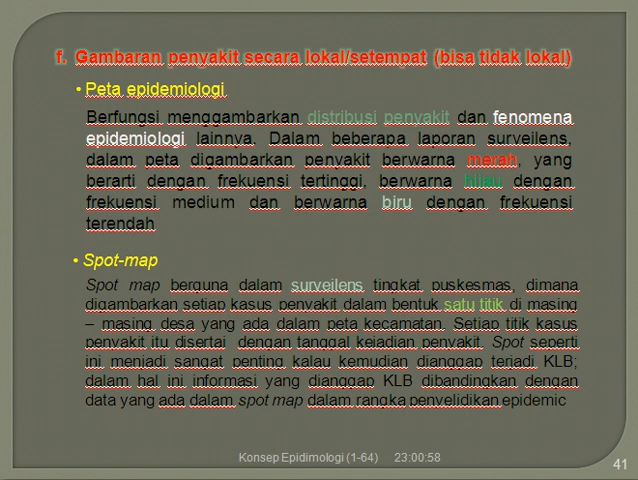 f. Gambaran penyakit secara lokal/setempat (bisa tidak lokal)
• Peta epidemiologi
Berfungsi menggambarkan distribusi penyakit dan fenomena
epidemiologi lainnya. Dalam beberapa laporan surveilens,
dalam peta digambarkan penyakit berwarna merah, yang
berarti dengan frekuensi tertinggi, berwarna hijau dengan
frekuensi medium dan berwarna biru dengan frekuensi
terendah
• Spot-map
Spot map berguna dalam surveilens tingkat puskesmas, dimana
digambarkan setiap kasus penyakit dalam bentuk satu titik di masing
– masing desa yang ada dalam peta kecamatan. Setiap titik kasus
penyakit itu disertai dengan tanggal kejadian penyakit. Spot seperti
ini menjadi sangat penting kalau kemudian dianggap terjadi KLB;
dalam hal ini informasi yang dianggap KLB dibandingkan dengan
data yang ada dalam spot map dalam rangka penyelidikan epidemic
Konsep Epidimologi (1-64) 23:00:58
41